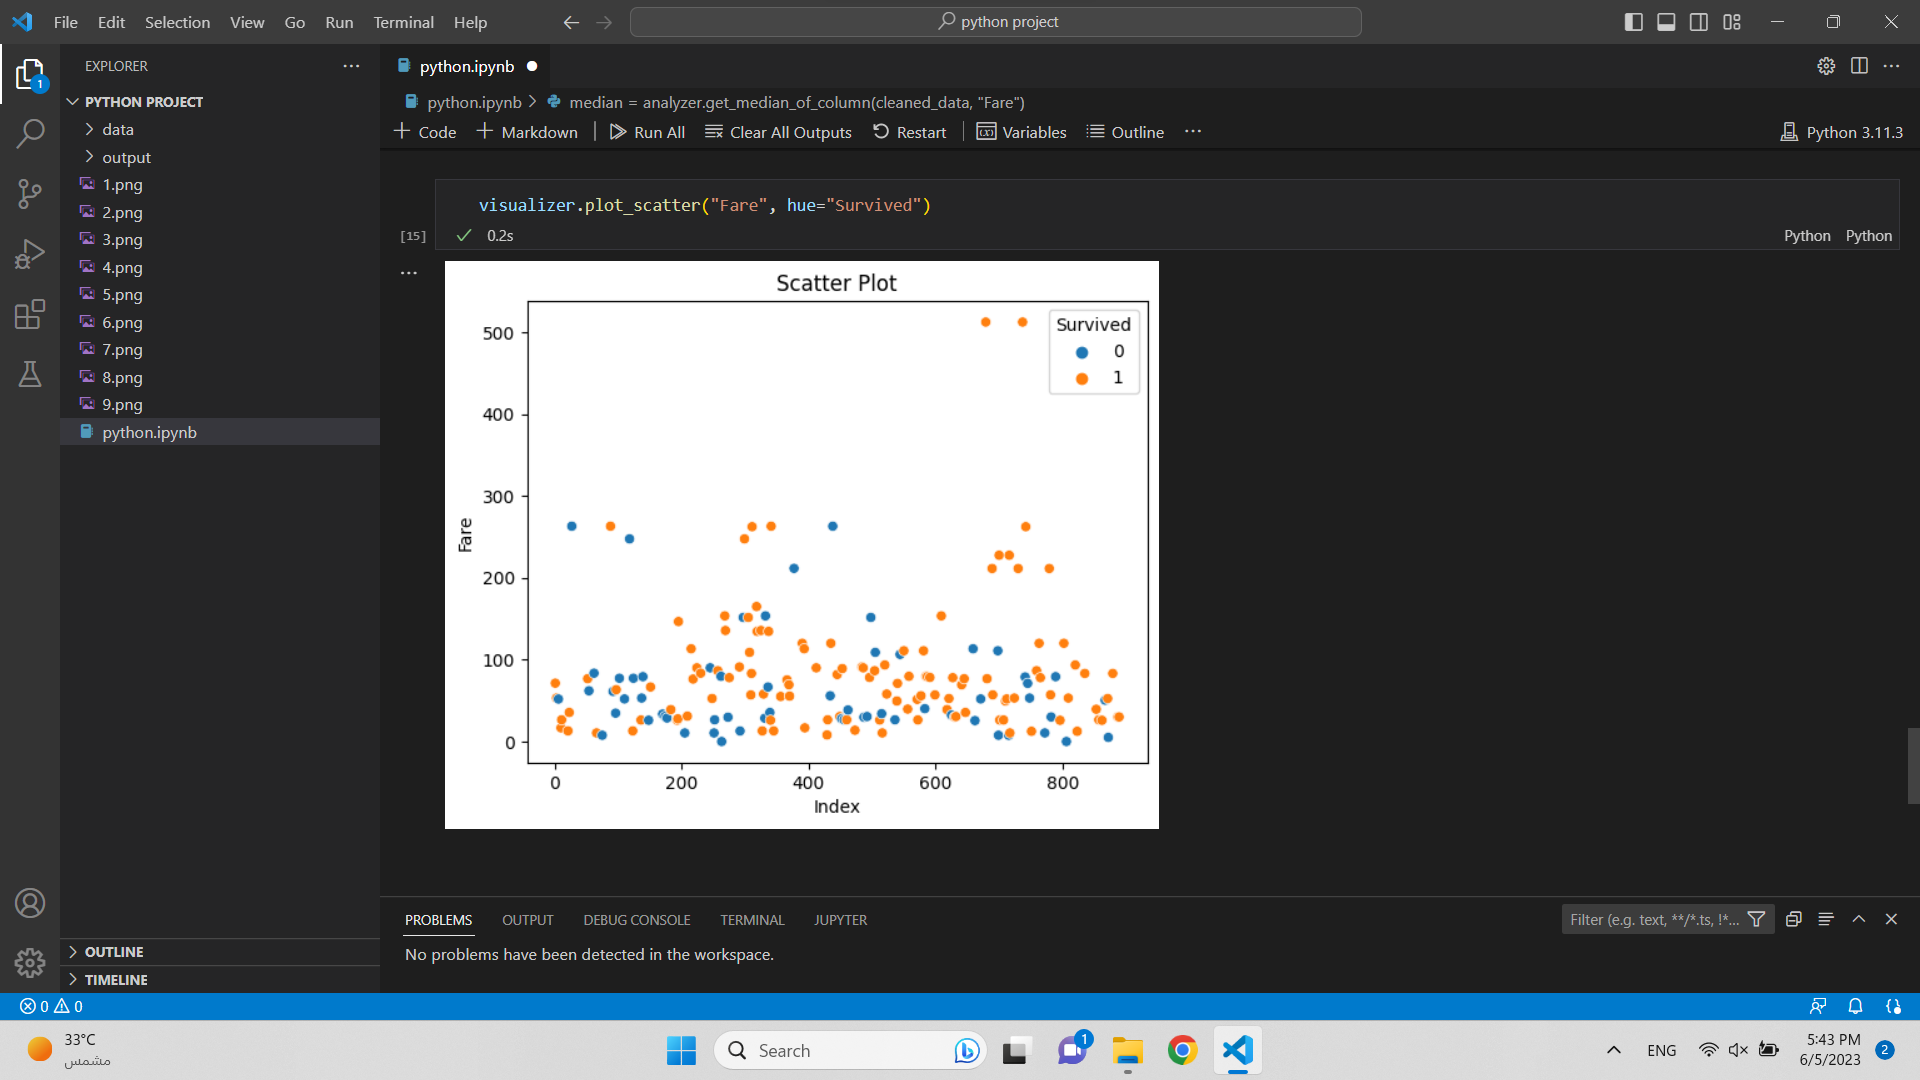 File Edit Selection View Go Run Terminal Help
python project
EXPLORER
1
PYTHON PROJECT
data
output
1.png
2.png
3.png
4.png
5.png
6.png
7.png
8.png
9.png
python.ipynb
OUTLINE
TIMELINE
python.ipynb
python.ipynb > median = analyzer.get_median_of_column(cleaned_data, "Fare")
+ Code + Markdown Run All Clear All Outputs Restart Variables Outline ...
Python 3.11.3
visualizer.plot_scatter("Fare", hue="Survived")
[15] 0.2s
Python Python
Scatter Plot
Survived
0
1
Fare
500
400
300
200
100
0
0 200 400 600 800
Index
PROBLEMS OUTPUT DEBUG CONSOLE TERMINAL JUPYTER
Filter (e.g. text, **/*.ts, !*...
No problems have been detected in the workspace.
0 0
33°C
مشمس
Search
1
ENG
5:43 PM
6/5/2023
2